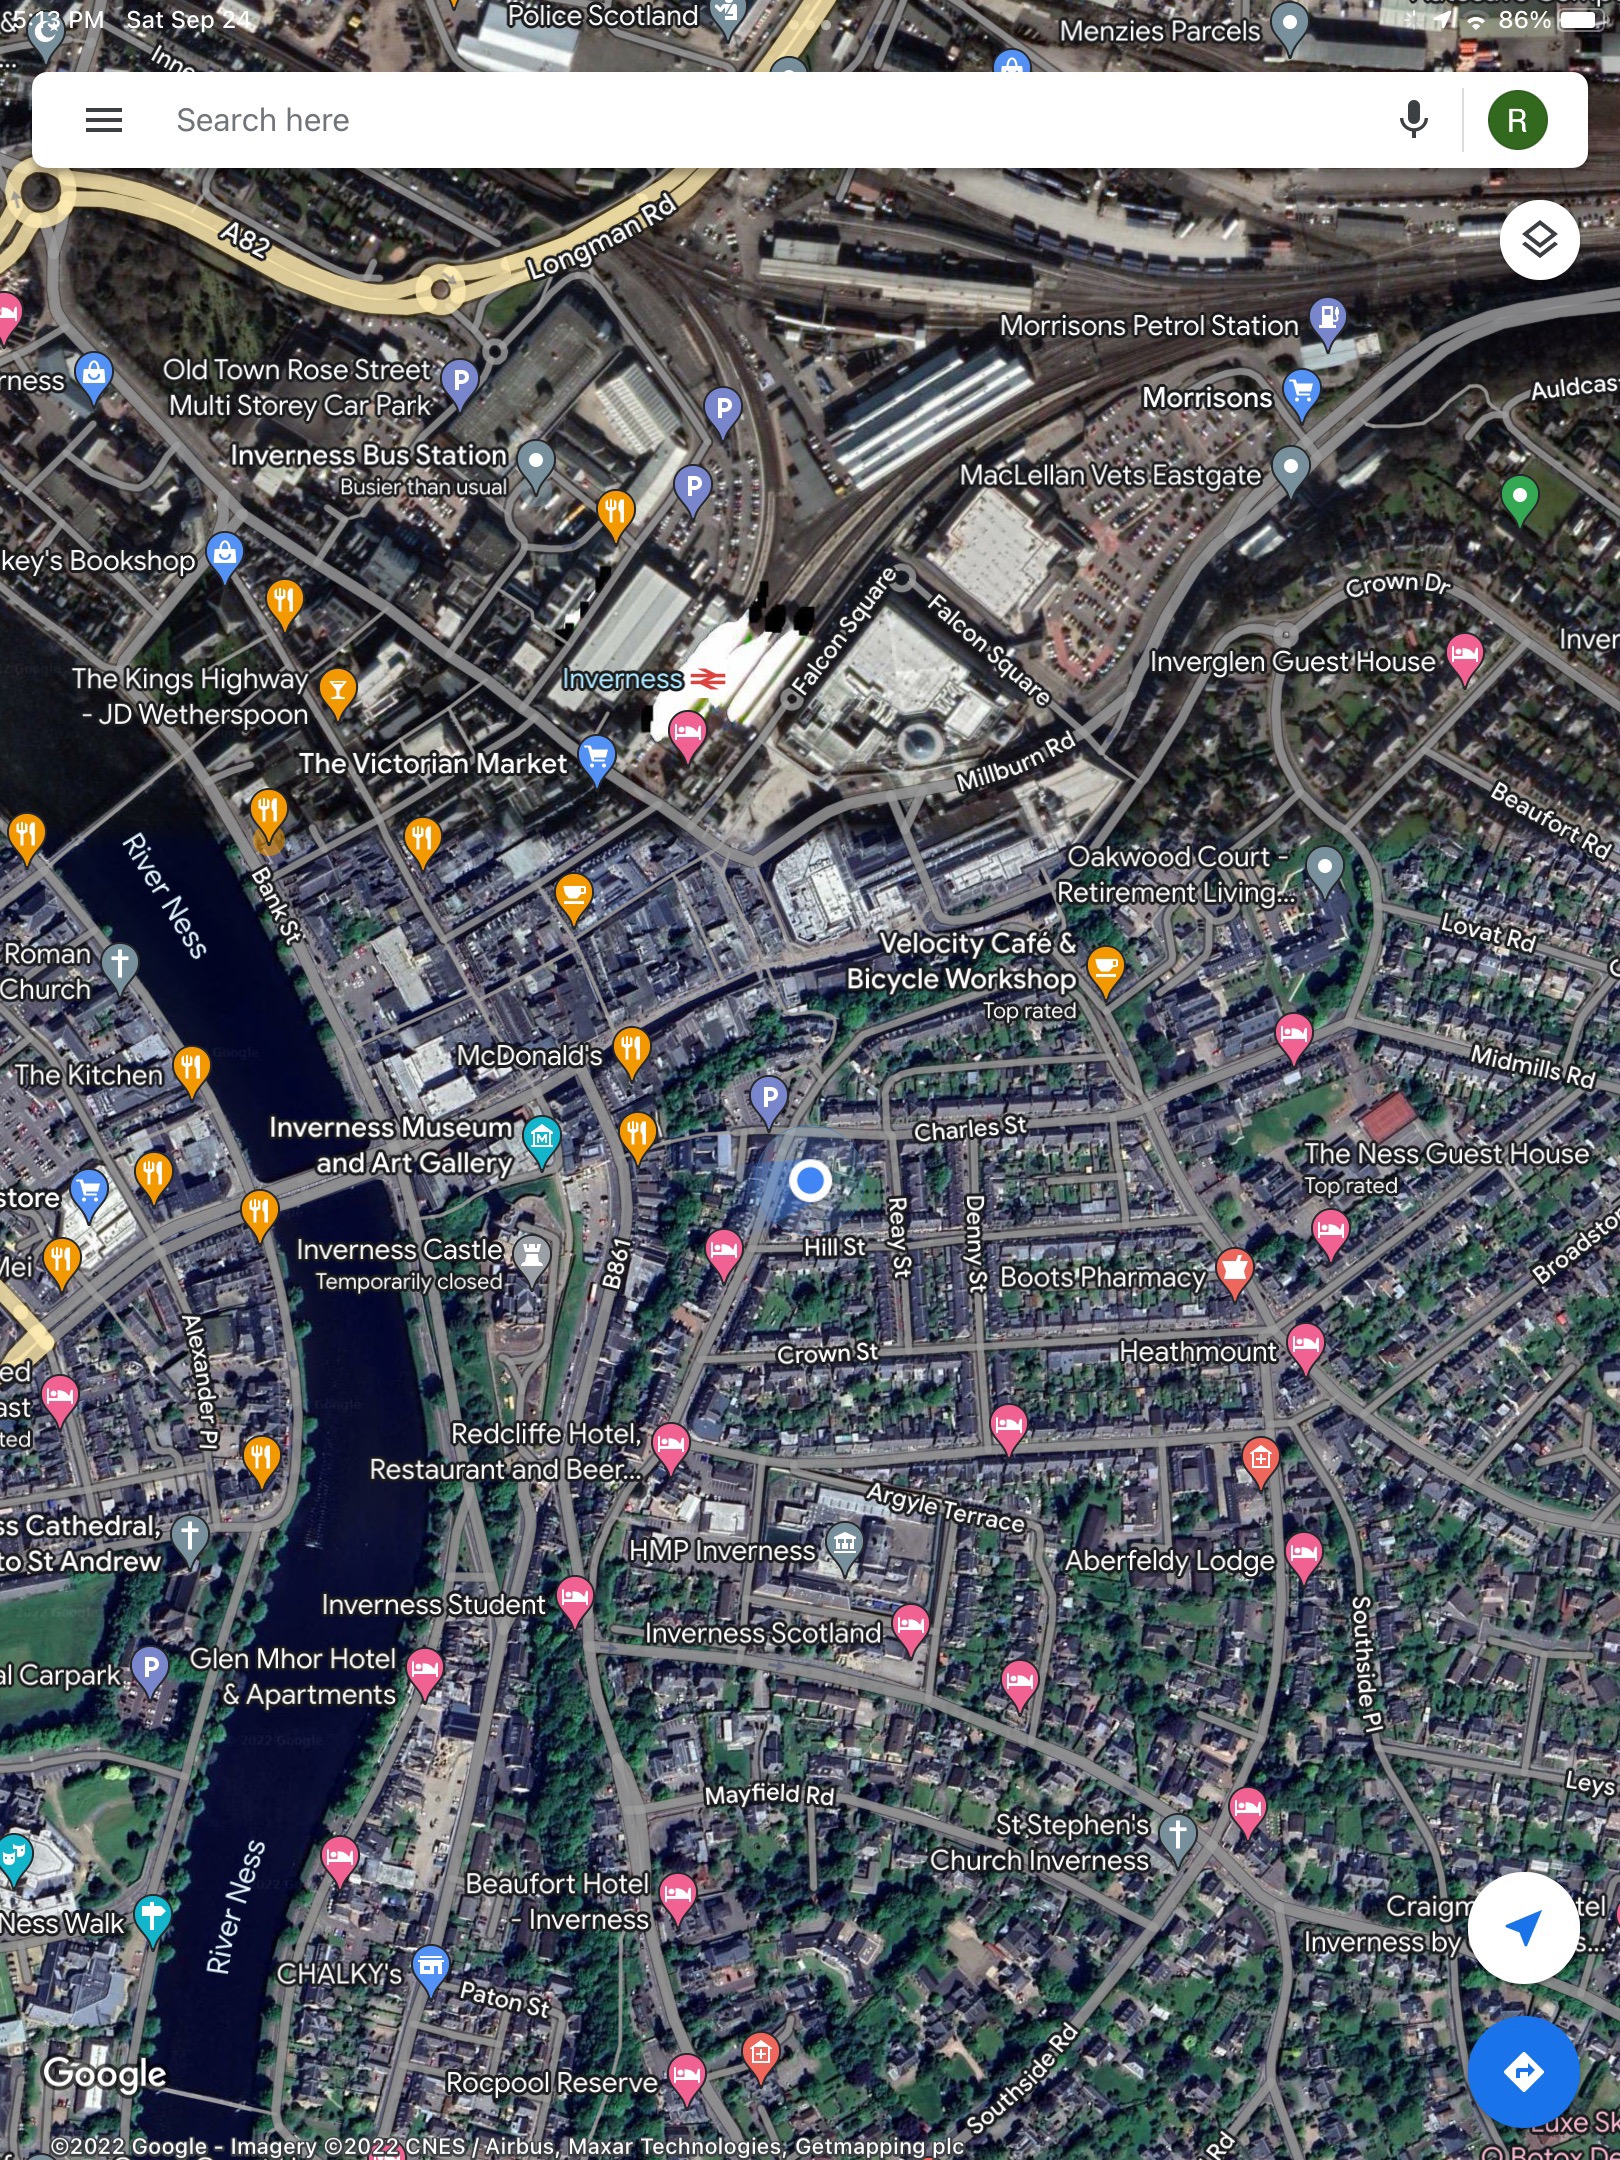 5:13 PM Sat Sep 24
86%
Police Scotland
Menzies Parcels
Search here
R
A82
Longman Rd
Morrisons Petrol Station
Old Town Rose Street
Multi Storey Car Park
Morrisons
Inverness Bus Station
Busier than usual
MacLellan Vets Eastgate
key's Bookshop
Falcon Square
Falcon Square
Crown Dr
Inverglen Guest House
The Kings Highway
- JD Wetherspoon
Inverness
The Victorian Market
Millburn Rd
Beaufort Rd
River Ness
Bank St
Oakwood Court -
Retirement Living...
Lovat Rd
Roman
Church
Velocity Café &
Bicycle Workshop
Top rated
McDonald's
The Kitchen
Midmills Rd
Inverness Museum
and Art Gallery
Charles St
The Ness Guest House
Top rated
store
Mei
Inverness Castle
Temporarily closed
B861
Hill St
Reay St
Denny St
Boots Pharmacy
Alexander Pl
Crown St
Heathmount
Redcliffe Hotel,
Restaurant and Beer...
Argyle Terrace
ss Cathedral,
to St Andrew
HMP Inverness
Aberfeldy Lodge
Inverness Student
Inverness Scotland
Southside Pl
al Carpark
Glen Mhor Hotel
& Apartments
Mayfield Rd
Leys
St Stephen's
Church Inverness
River Ness
Beaufort Hotel
- Inverness
Ness Walk
Inverness by
CHALKY's
Paton St
Southside Rd
Google
Rocpool Reserve
Rd
©2022 Google - Imagery ©2022 CNES / Airbus, Maxar Technologies, Getmapping plc